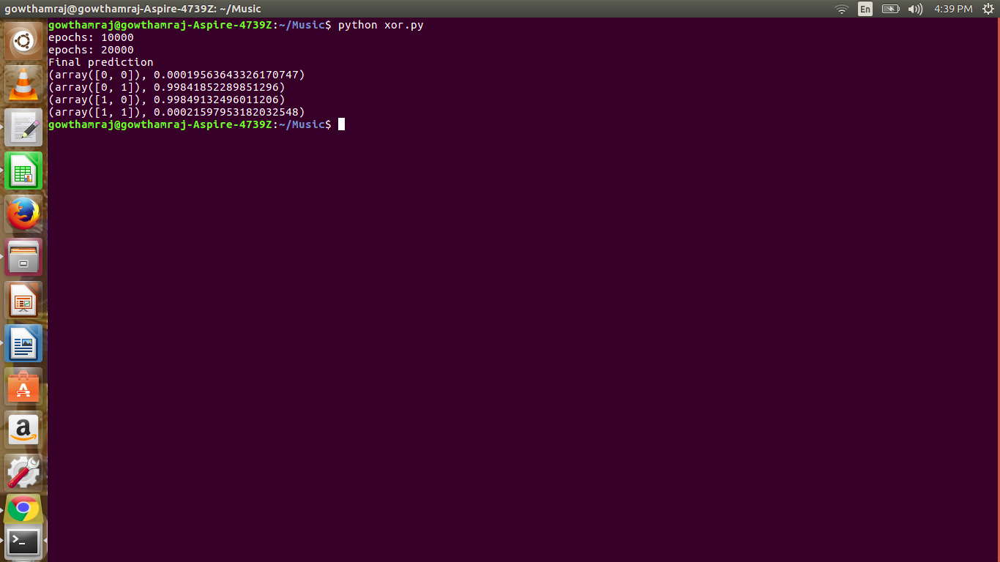 gowthamraj@gowthamraj-Aspire-4739Z: ~/Music
En
4:39 PM
gowthamraj@gowthamraj-Aspire-4739Z:~/Music$ python xor.py
epochs: 10000
epochs: 20000
Final prediction
(array([0, 0]), 0.00019563643326170747)
(array([0, 1]), 0.99841852289851296)
(array([1, 0]), 0.99849132496011206)
(array([1, 1]), 0.00021597953182032548)
gowthamraj@gowthamraj-Aspire-4739Z:~/Music$
A
a
>_